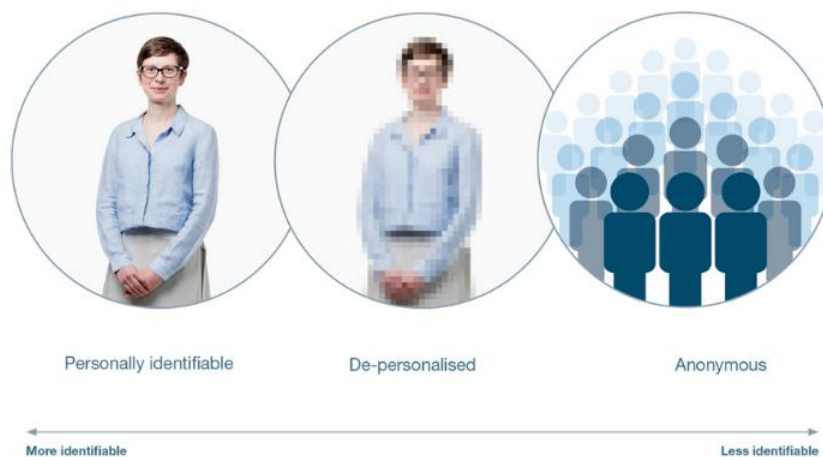 Personally identifiable
De-personalised
Anonymous
More identifiable
Less identifiable